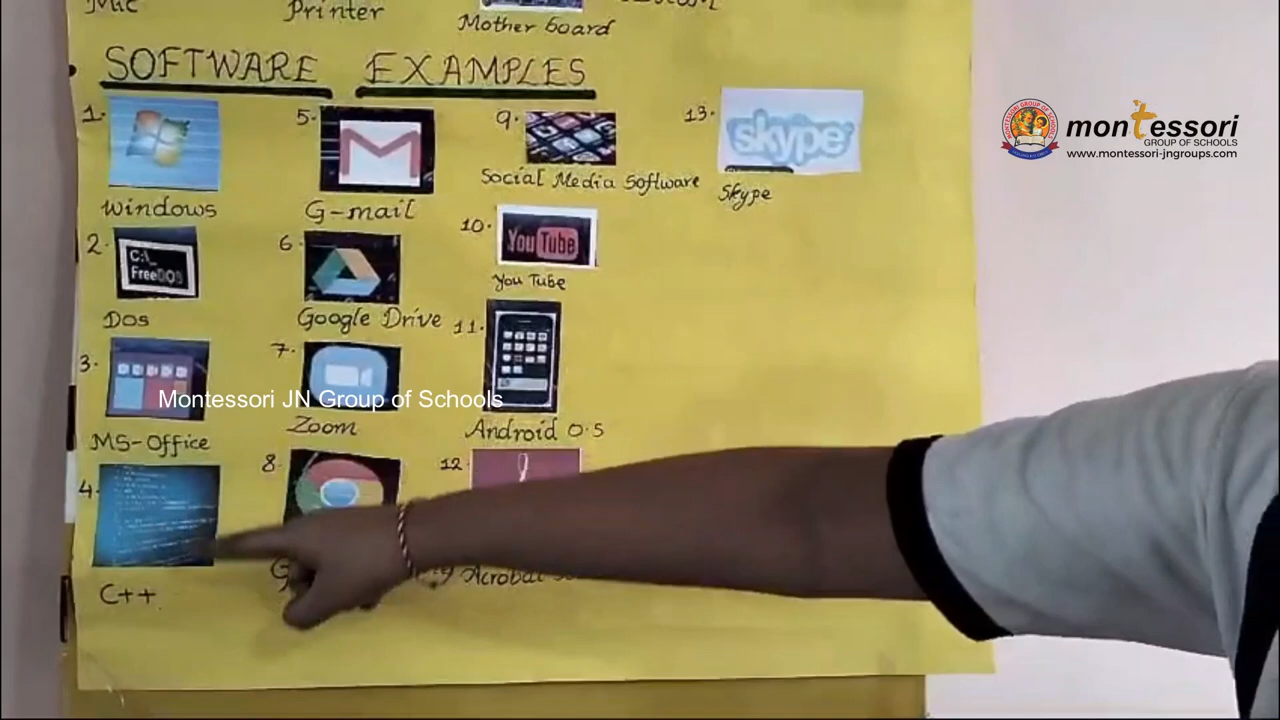 Mic
Printer
Mother board
SOFTWARE EXAMPLES
1.
Windows
2.
C:\_
FreeDOS
Dos
3.
MS-Office
4.
C++
5.
G-mail
6.
Google Drive
7.
Zoom
8.
9.
Social Media Software
10.
YouTube
You Tube
11.
Android 0.5
12.
Acrobat
13.
skype
Skype
Montessori JN Group of Schools
montessori
GROUP OF SCHOOLS
www.montessori-jngroups.com